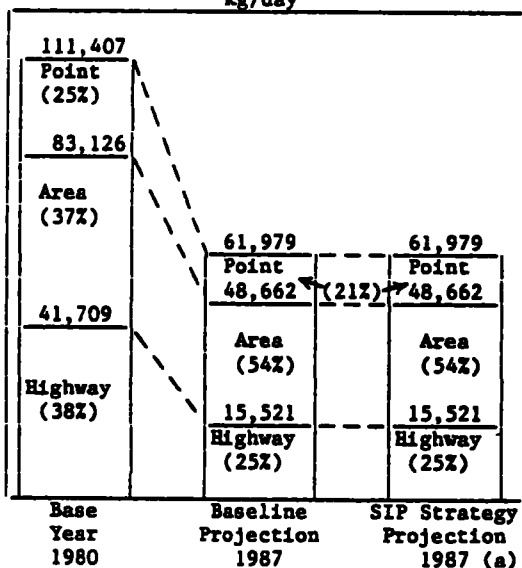 kg/day
111,407
Point
(25%)
83,126
Area
(37%)
41,709
Highway
(38%)
61,979
Point
48,662
Area
(54%)
15,521
Highway
(25%)
(21%)
61,979
Point
48,662
Area
(54%)
15,521
Highway
(25%)
Base
Year
1980
Baseline
Projection
1987
SIP Strategy
Projection
1987 (a)